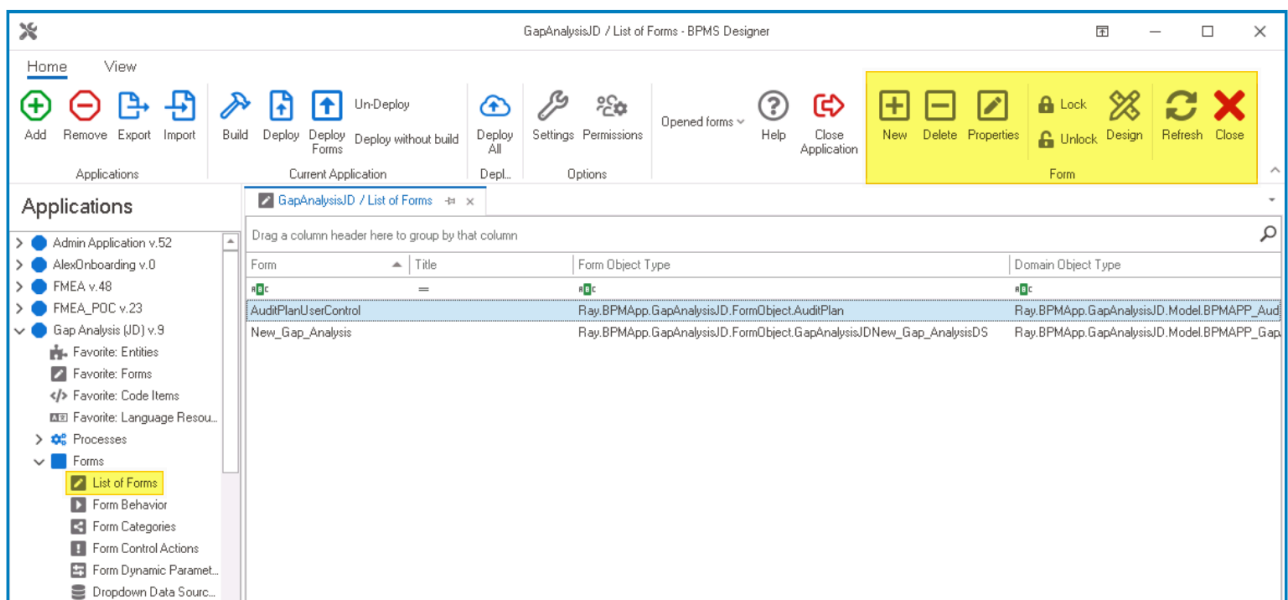 GapAnalysisJD / List of Forms - BPMS Designer
Home View
Add Remove Export Import
Applications
Build Deploy Deploy Forms Un-Deploy Deploy without build
Current Application
Deploy All
Depl...
Settings Permissions
Options
Opened forms
Help Close Application
New Delete Properties Lock Unlock Design Refresh Close
Form
Applications
Admin Application v.52
AlexOnboarding v.0
FMEA v.48
FMEA_POC v.23
Gap Analysis (JD) v.9
Favorite: Entities
Favorite: Forms
Favorite: Code Items
Favorite: Language Resou...
Processes
Forms
List of Forms
Form Behavior
Form Categories
Form Control Actions
Form Dynamic Paramet...
Dropdown Data Sourc...
GapAnalysisJD / List of Forms
Drag a column header here to group by that column
Form Title Form Object Type Domain Object Type
ABC = ABC ABC
AuditPlanUserControl Ray.BPMApp.GapAnalysisJD.FormObject.AuditPlan Ray.BPMApp.GapAnalysisJD.Model.BPMAPP_Aud
New_Gap_Analysis Ray.BPMApp.GapAnalysisJD.FormObject.GapAnalysisJDNew_Gap_AnalysisDS Ray.BPMApp.GapAnalysisJD.Model.BPMAPP_Gap